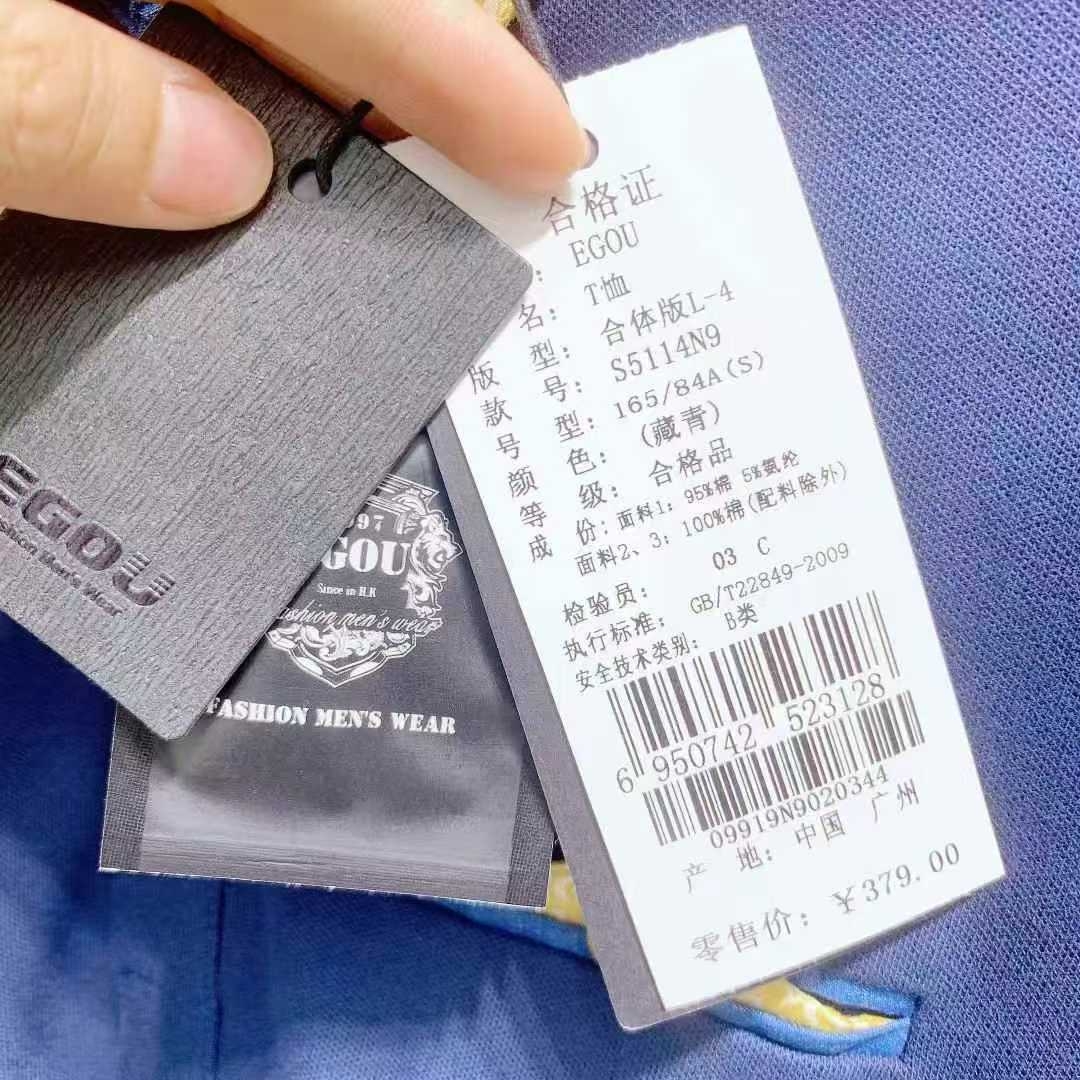 合格证
: EGOU
名: T恤
版 型: 合体版L-4
款 号: S5114N9
号 型: 165/84A(S)
颜 色: (藏青)
等 级: 合格品
成 份: 面料1: 95%棉 5%氨纶
面料2、3: 100%棉(配料除外)
检验员: 03 C
执行标准: GB/T22849-2009
安全技术类别: B类
6 950742 523128
09919N9020344
产 地: 中国 广州
零售价: ¥379.00
EGOU
Fashion Men's Wear
97
GOU
Since in H.K
fashion men's wear
FASHION MEN'S WEAR